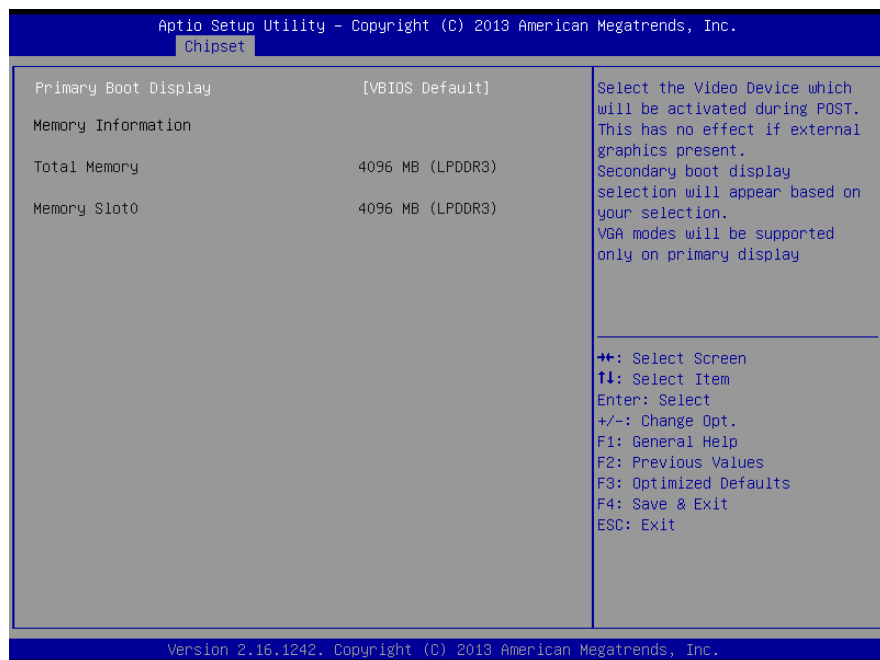 Aptio Setup Utility – Copyright (C) 2013 American Megatrends, Inc.
Chipset
Primary Boot Display [VBIOS Default]
Memory Information
Total Memory 4096 MB (LPDDR3)
Memory Slot0 4096 MB (LPDDR3)
Select the Video Device which
will be activated during POST.
This has no effect if external
graphics present.
Secondary boot display
selection will appear based on
your selection.
VGA modes will be supported
only on primary display
→←: Select Screen
↑↓: Select Item
Enter: Select
+/-: Change Opt.
F1: General Help
F2: Previous Values
F3: Optimized Defaults
F4: Save & Exit
ESC: Exit
Version 2.16.1242. Copyright (C) 2013 American Megatrends, Inc.